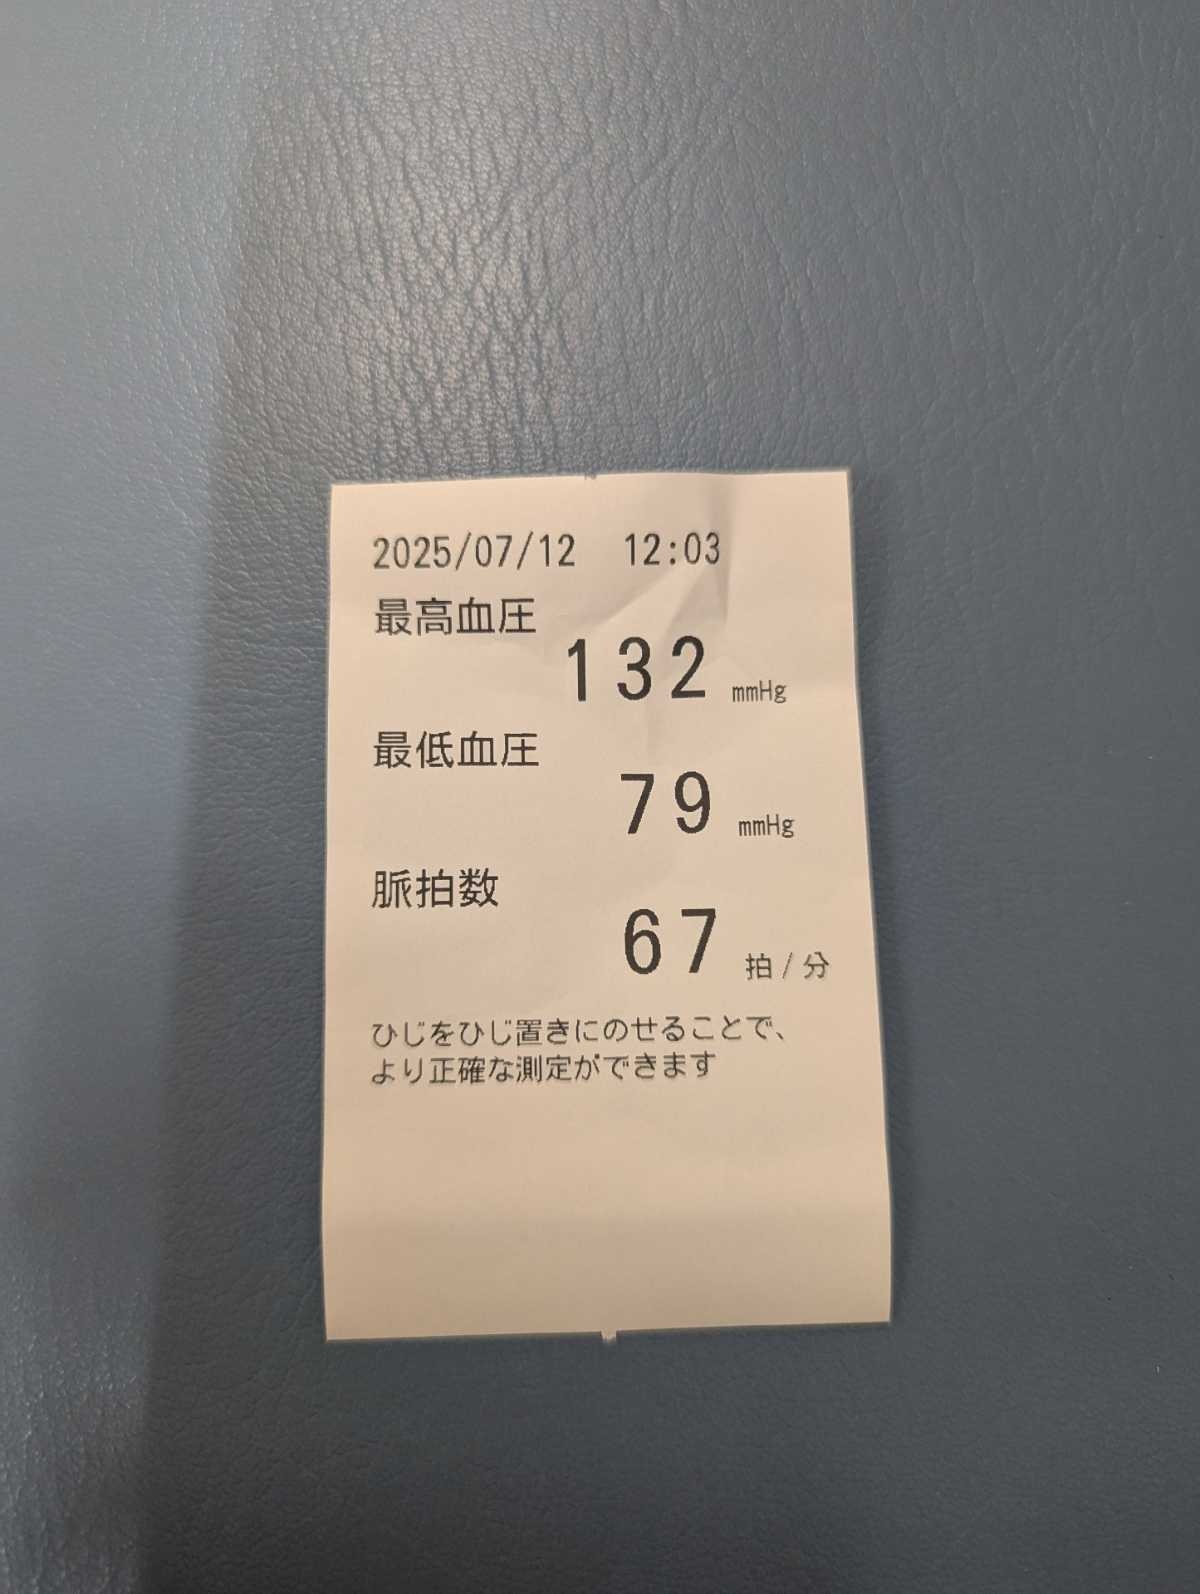 2025/07/12 12:03
最高血圧
132 mmHg
最低血圧
79 mmHg
脈拍数
67 拍/分
ひじをひじ置きにのせることで、
より正確な測定ができます